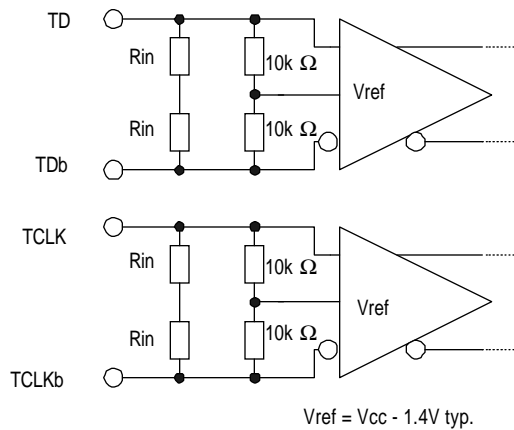 TD
Rin
10k Ω
Vref
Rin
10k Ω
TDb
TCLK
Rin
10k Ω
Vref
Rin
10k Ω
TCLKb
Vref = Vcc - 1.4V typ.